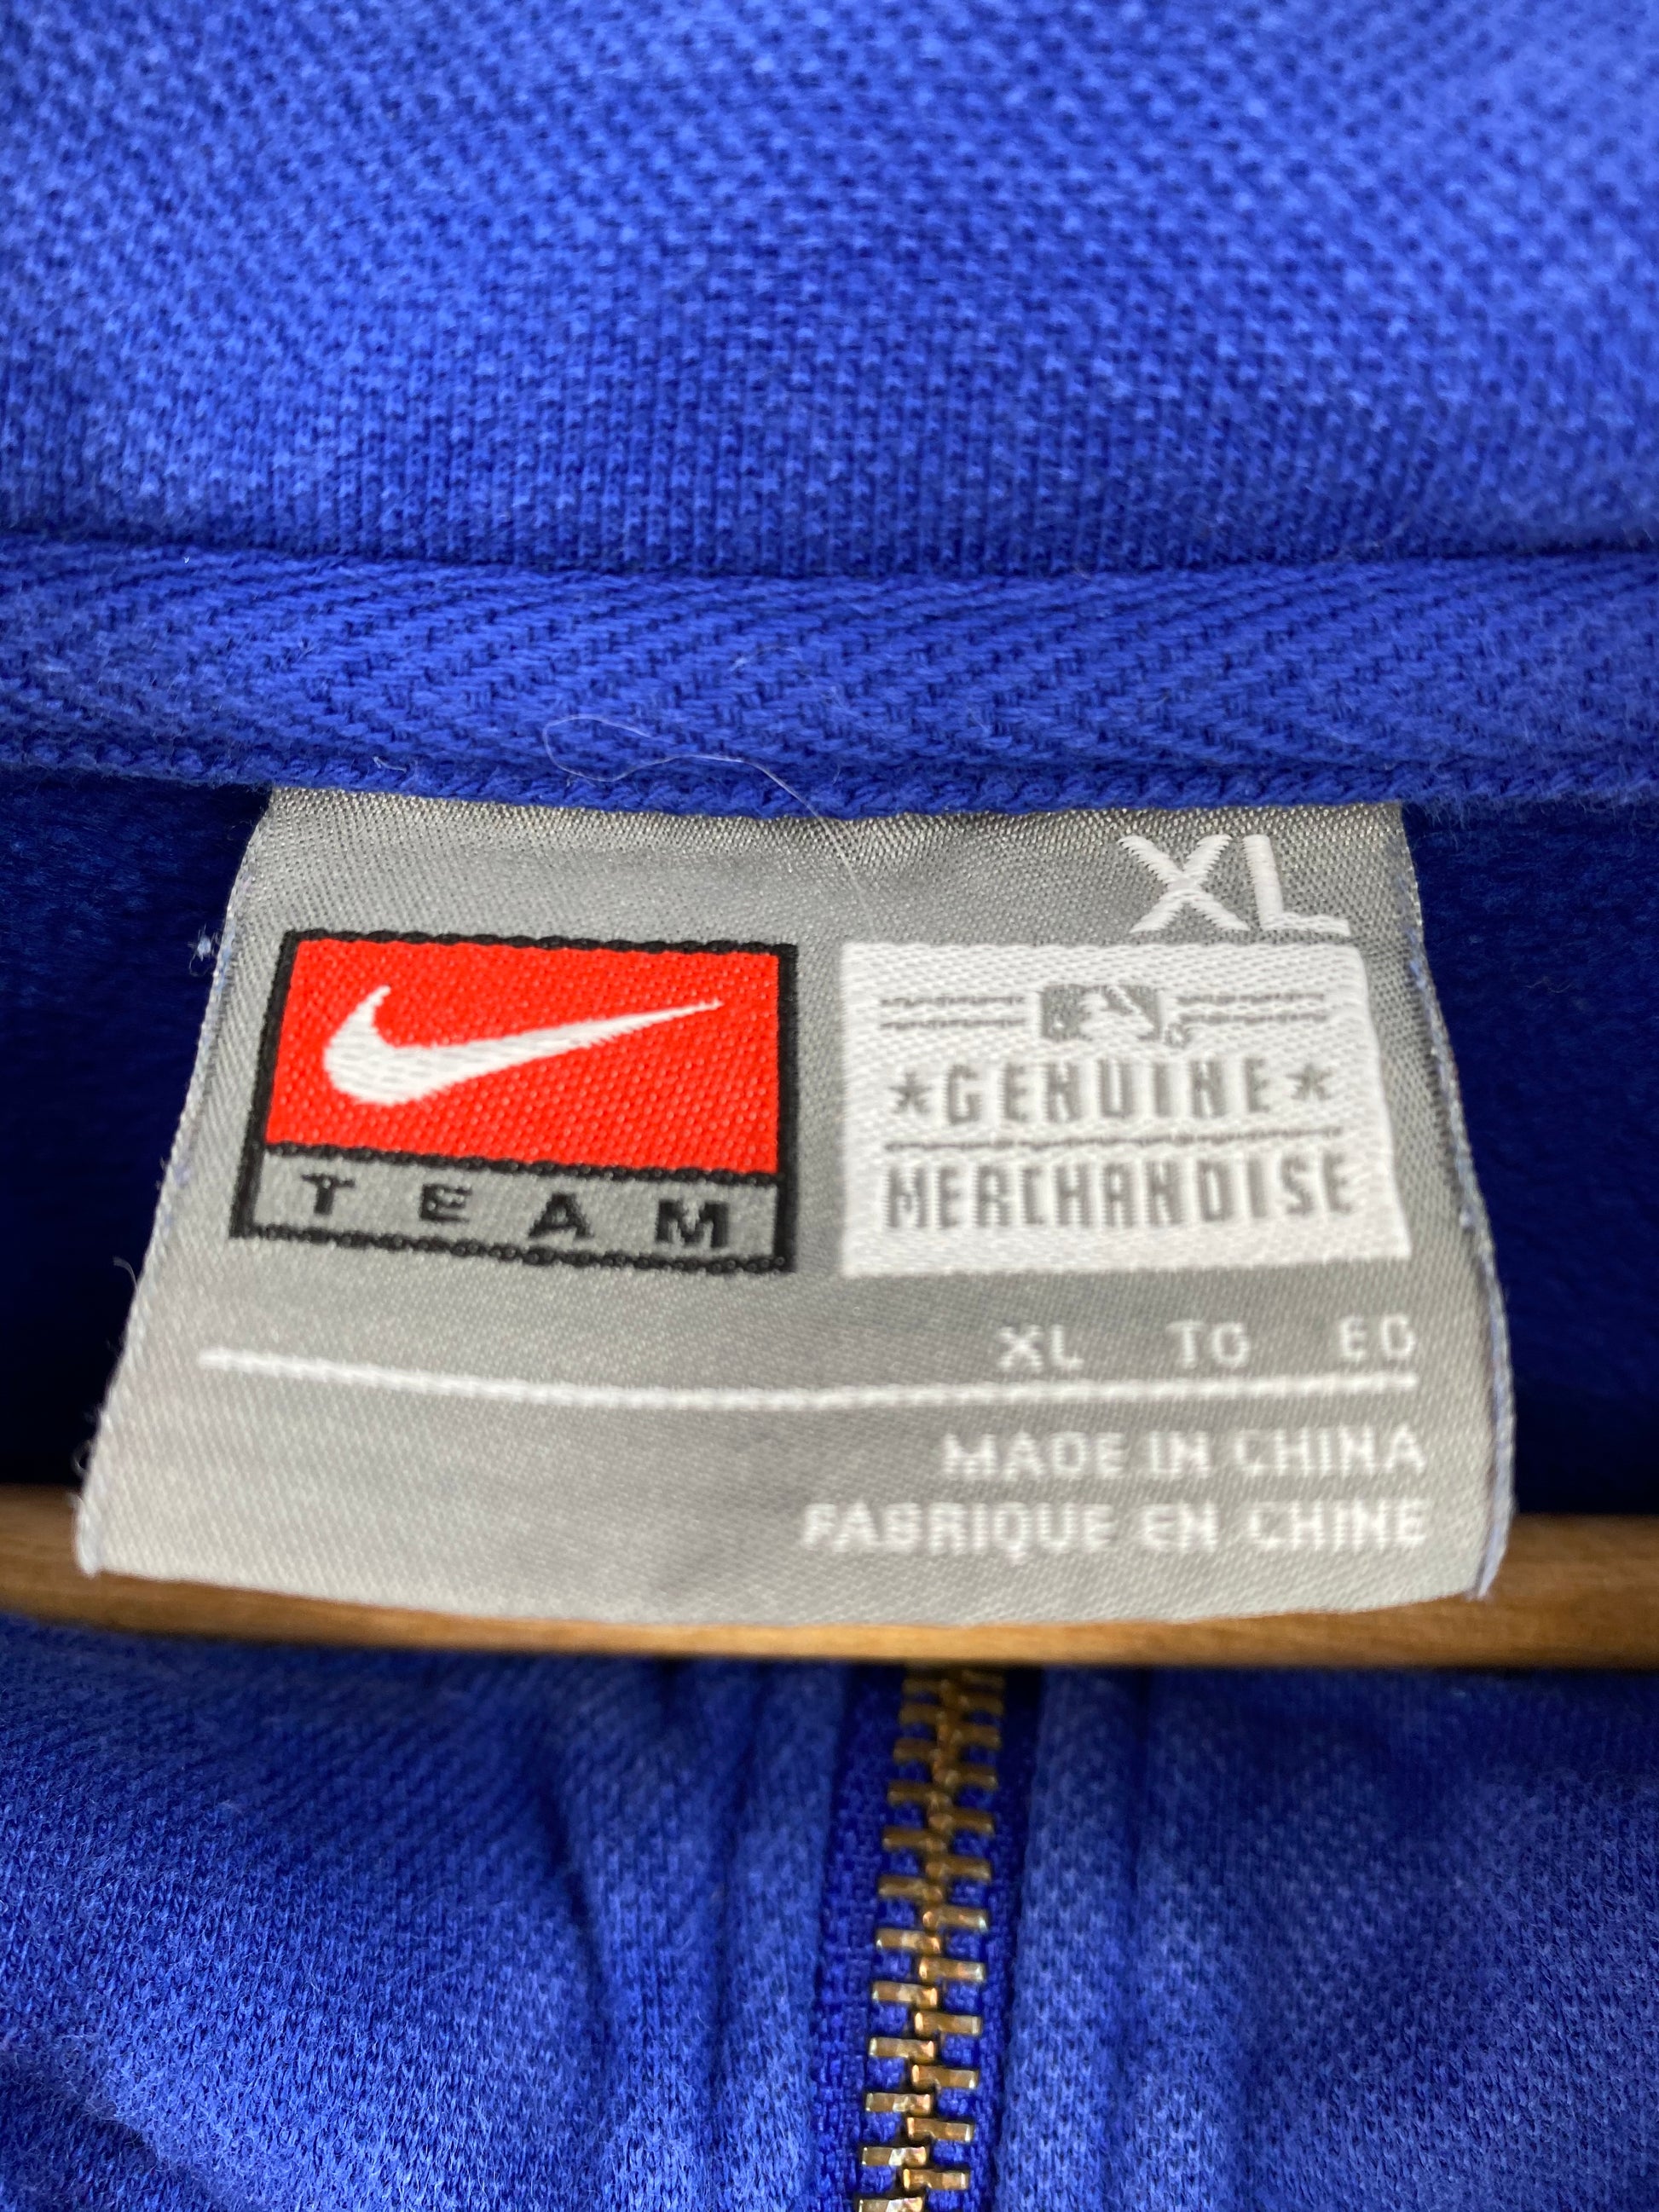 XL
TEAM
★GENUINE★
MERCHANDISE
XL TG EG
MADE IN CHINA
FABRIQUE EN CHINE